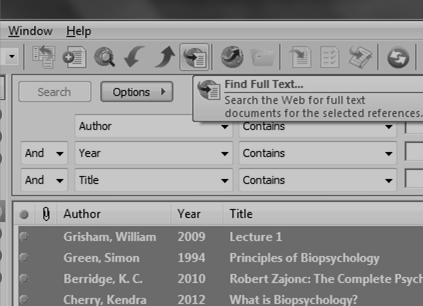 Window Help
Find Full Text...
Search Options
Search the Web for full text
documents for the selected references.
Author Contains
And Year Contains
And Title Contains
Author Year Title
Grisham, William 2009 Lecture 1
Green, Simon 1994 Principles of Biopsychology
Berridge, K. C. 2010 Robert Zajonc: The Complete Psych
Cherry, Kendra 2012 What is Biopsychology?